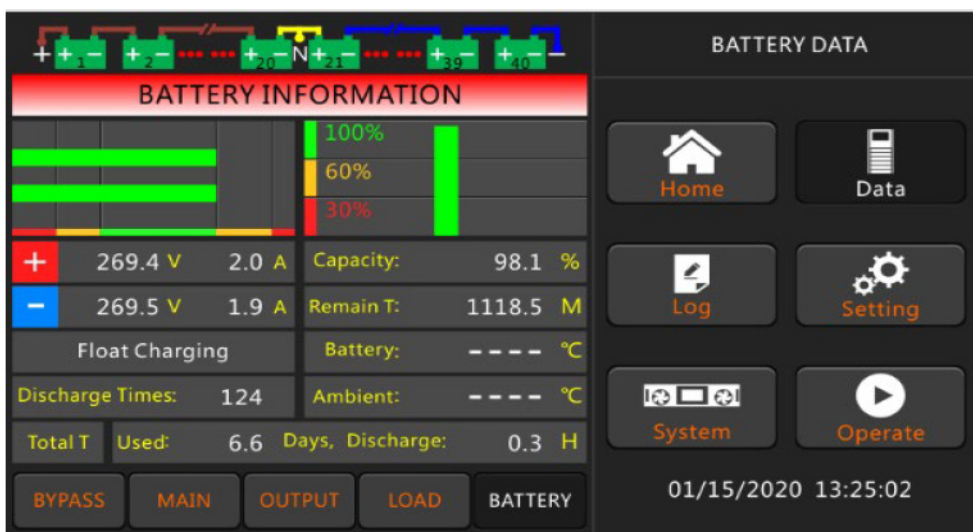 + + 1 - + 2 - + 20 - N + 21 - + 39 - + 40 - -
BATTERY INFORMATION
100%
60%
30%
+ 269.4 V 2.0 A
- 269.5 V 1.9 A
Float Charging
Discharge Times: 124
Capacity: 98.1 %
Remain T: 1118.5 M
Battery: ---- ℃
Ambient: ---- ℃
Total T Used: 6.6 Days, Discharge: 0.3 H
BYPASS MAIN OUTPUT LOAD BATTERY
BATTERY DATA
Home Data
Log Setting
System Operate
01/15/2020 13:25:02